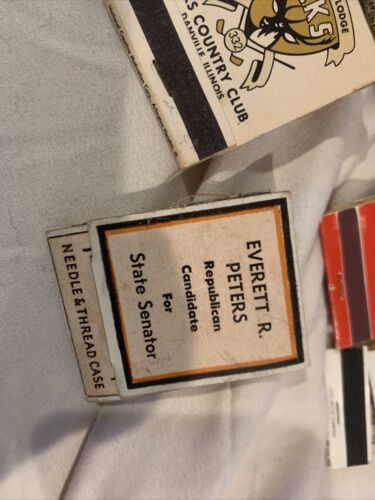 LODGE
332
KS
S COUNTRY CLUB
DANVILLE, ILLINOIS
EVERETT R.
PETERS
Republican
Candidate
For
State Senator
NEEDLE & THREAD CASE